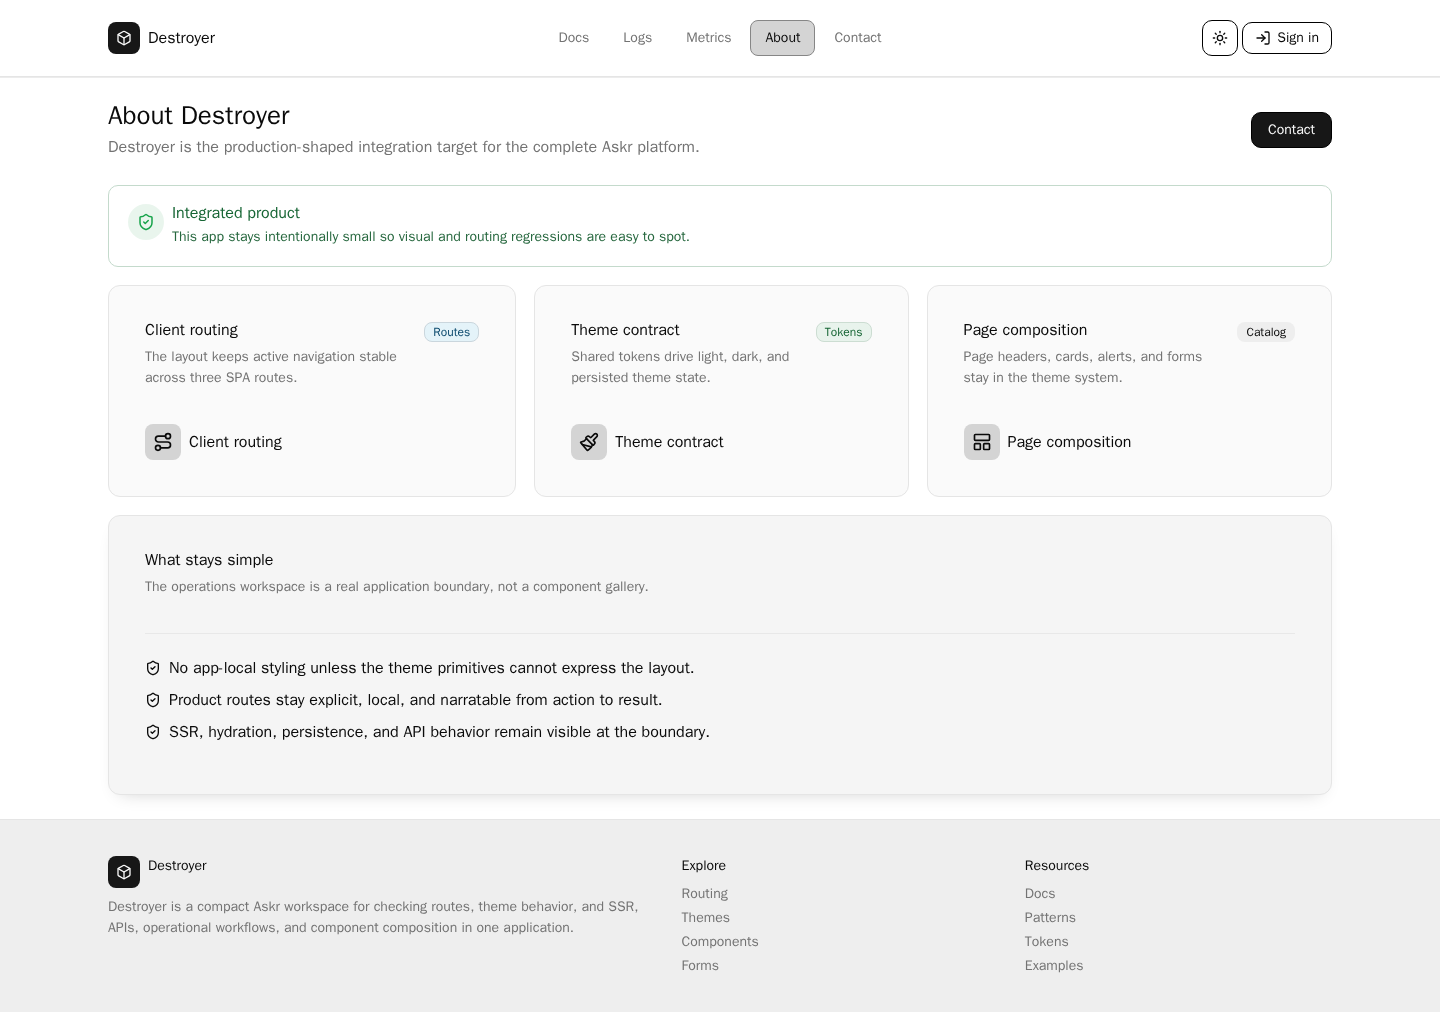 Destroyer
Docs
Logs
Metrics
About
Contact
Sign in
About Destroyer
Destroyer is the production-shaped integration target for the complete Askr platform.
Contact
Integrated product
This app stays intentionally small so visual and routing regressions are easy to spot.
Client routing
Routes
The layout keeps active navigation stable
across three SPA routes.
Client routing
Theme contract
Tokens
Shared tokens drive light, dark, and
persisted theme state.
Theme contract
Page composition
Catalog
Page headers, cards, alerts, and forms
stay in the theme system.
Page composition
What stays simple
The operations workspace is a real application boundary, not a component gallery.
No app-local styling unless the theme primitives cannot express the layout.
Product routes stay explicit, local, and narratable from action to result.
SSR, hydration, persistence, and API behavior remain visible at the boundary.
Destroyer
Destroyer is a compact Askr workspace for checking routes, theme behavior, and SSR,
APIs, operational workflows, and component composition in one application.
Explore
Routing
Themes
Components
Forms
Resources
Docs
Patterns
Tokens
Examples